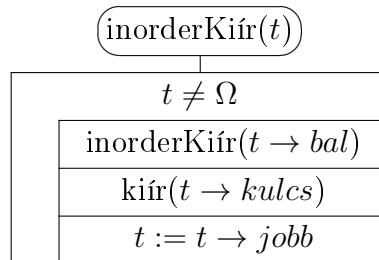 inorderKiír(t)
t ≠ Ω
inorderKiír(t → bal)
kiír(t → kulcs)
t := t → jobb